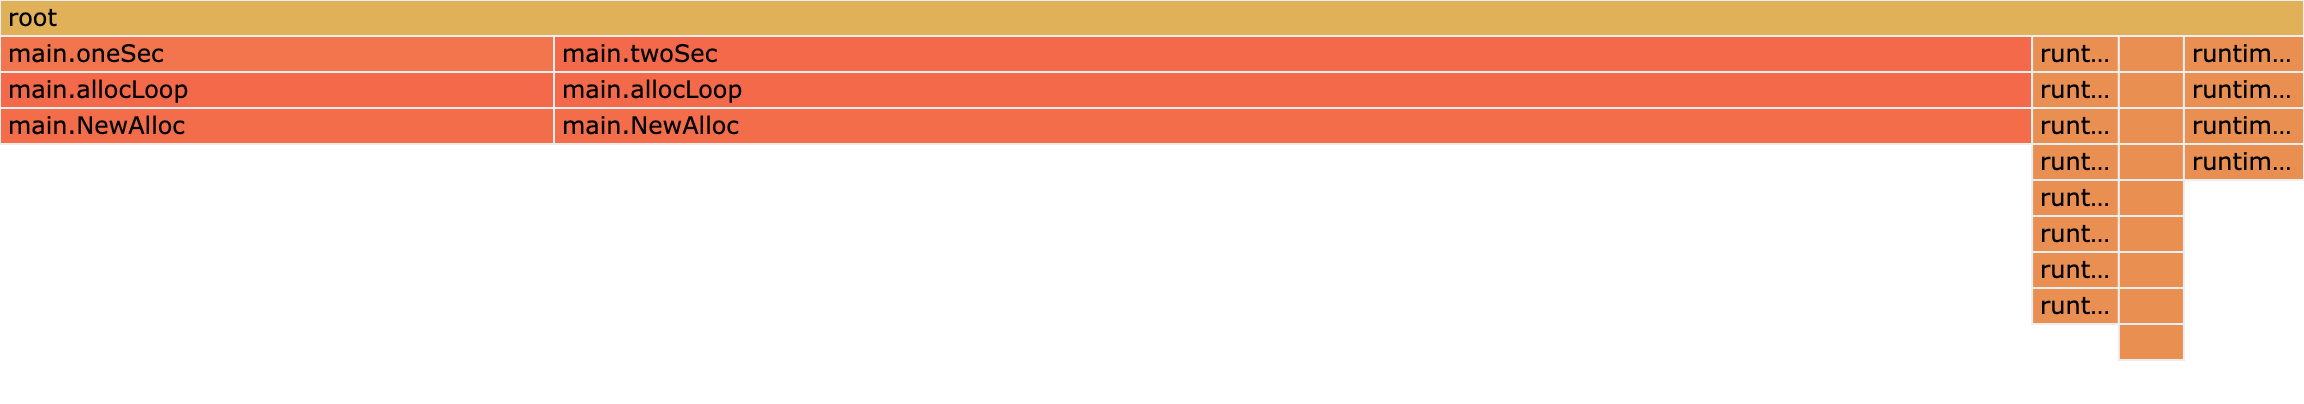 root
main.oneSec main.twoSec runt... runtim...
main.allocLoop main.allocLoop runt... runtim...
main.NewAlloc main.NewAlloc runt... runtim...
runt... runtim...
runt...
runt...
runt...
runt...